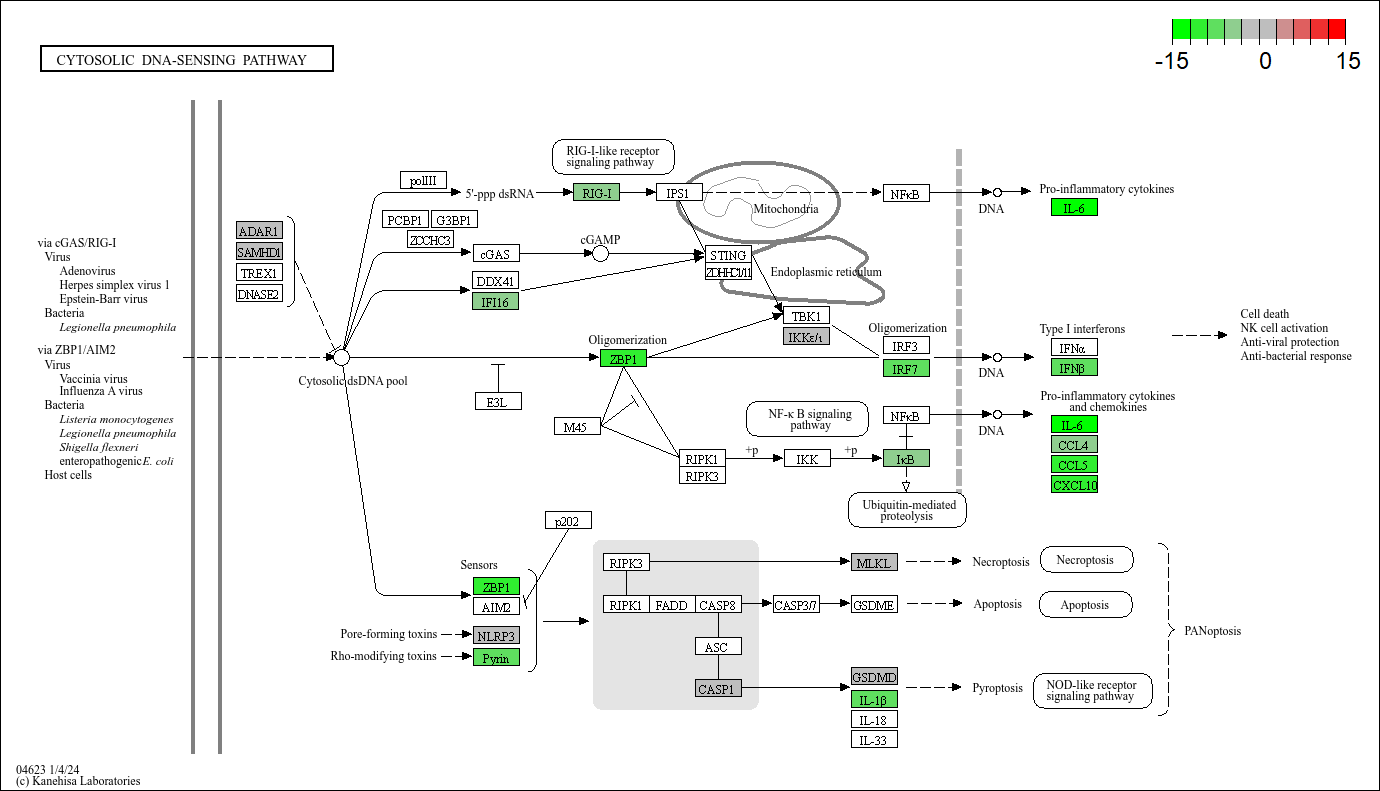 CYTOSOLIC DNA-SENSING PATHWAY
-15 0 15
RIG-I-like receptor
signaling pathway
polIII
5'-ppp dsRNA
RIG-I
IPS1
Mitochondria
NFκB
DNA
Pro-inflammatory cytokines
IL-6
PCBP1
G3BP1
ZCCHC3
cGAS
cGAMP
STING
ZDHHC1/11
Endoplasmic reticulum
DDX41
IFI16
ADAR1
SAMHD1
TREX1
DNASE2
via cGAS/RIG-I
Virus
Adenovirus
Herpes simplex virus 1
Epstein-Barr virus
Bacteria
Legionella pneumophila
via ZBP1/AIM2
Virus
Vaccinia virus
Influenza A virus
Bacteria
Listeria monocytogenes
Legionella pneumophila
Shigella flexneri
enteropathogenic E. coli
Host cells
Cytosolic dsDNA pool
TBK1
IKKε/ι
Oligomerization
ZBP1
Oligomerization
IRF3
IRF7
DNA
Type I interferons
IFNα
IFNβ
Cell death
NK cell activation
Anti-viral protection
Anti-bacterial response
E3L
M45
NF-κ B signaling
pathway
NFκB
DNA
Pro-inflammatory cytokines
and chemokines
IL-6
CCL4
CCL5
CXCL10
RIPK1
RIPK3
+p
IKK
+p
IκB
Ubiquitin-mediated
proteolysis
p202
Sensors
ZBP1
AIM2
Pore-forming toxins
NLRP3
Rho-modifying toxins
Pyrin
RIPK3
MLKL
Necroptosis
Necroptosis
RIPK1
FADD
CASP8
CASP3/7
GSDME
Apoptosis
Apoptosis
PANoptosis
ASC
CASP1
GSDMD
IL-1β
IL-18
IL-33
Pyroptosis
NOD-like receptor
signaling pathway
04623 1/4/24
(c) Kanehisa Laboratories